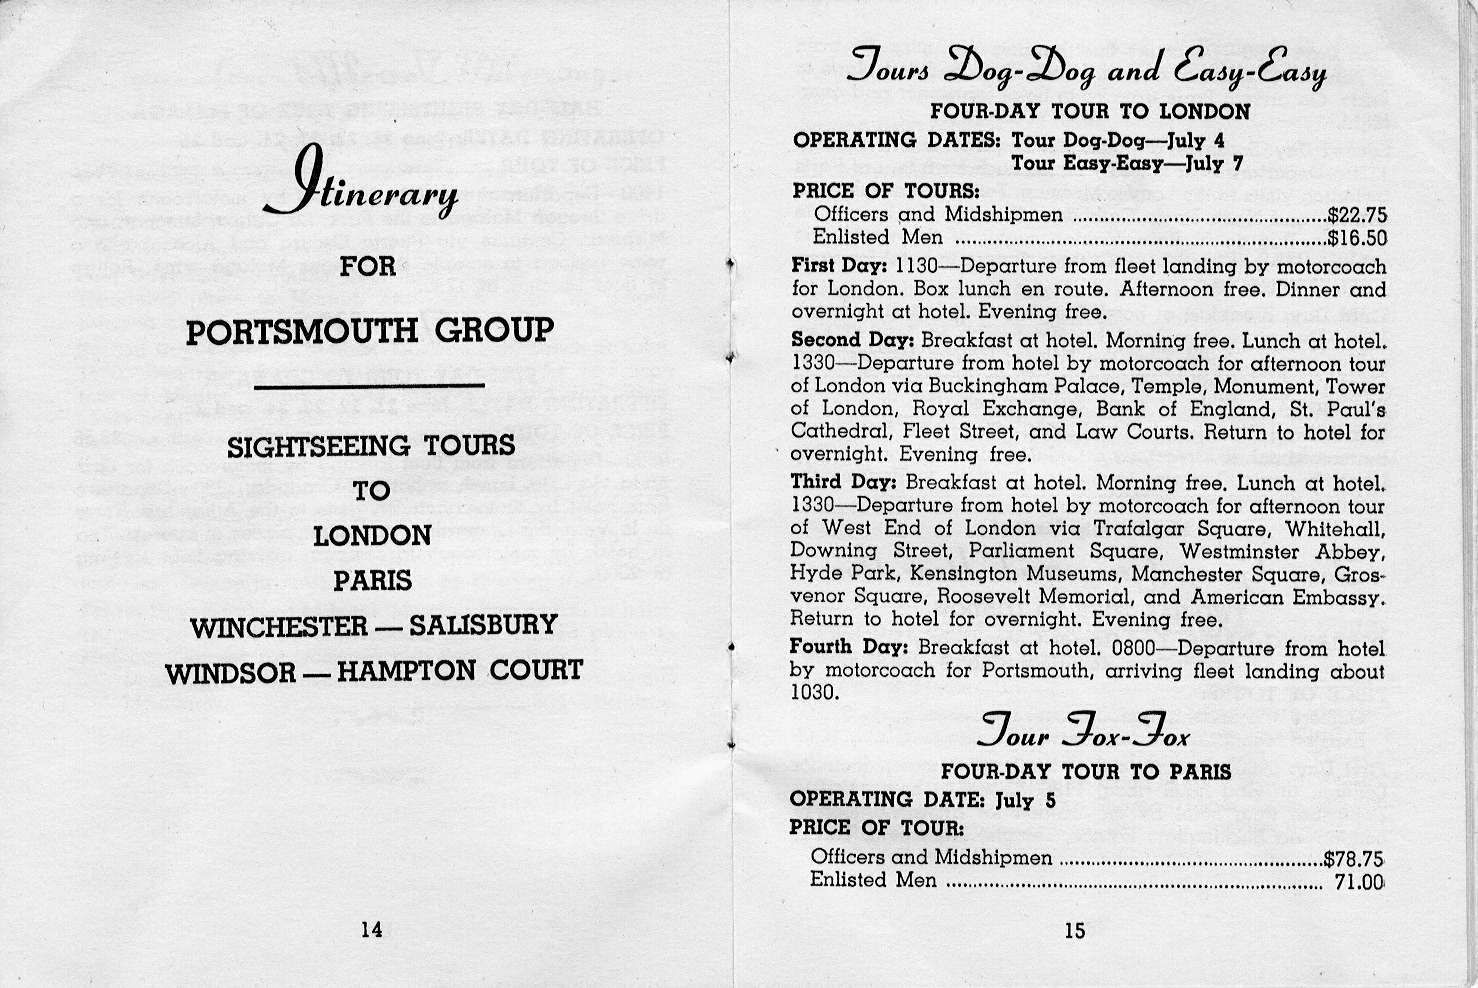 Itinerary
FOR
PORTSMOUTH GROUP
SIGHTSEEING TOURS
TO
LONDON
PARIS
WINCHESTER — SALISBURY
WINDSOR — HAMPTON COURT
14
Tours Dog-Dog and Easy-Easy
FOUR-DAY TOUR TO LONDON
OPERATING DATES: Tour Dog-Dog—July 4
Tour Easy-Easy—July 7
PRICE OF TOURS:
Officers and Midshipmen ................................................$22.75
Enlisted Men ......................................................................$16.50
First Day: 1130—Departure from fleet landing by motorcoach
for London. Box lunch en route. Afternoon free. Dinner and
overnight at hotel. Evening free.
Second Day: Breakfast at hotel. Morning free. Lunch at hotel.
1330—Departure from hotel by motorcoach for afternoon tour
of London via Buckingham Palace, Temple, Monument, Tower
of London, Royal Exchange, Bank of England, St. Paul's
Cathedral, Fleet Street, and Law Courts. Return to hotel for
overnight. Evening free.
Third Day: Breakfast at hotel. Morning free. Lunch at hotel.
1330—Departure from hotel by motorcoach for afternoon tour
of West End of London via Trafalgar Square, Whitehall,
Downing Street, Parliament Square, Westminster Abbey,
Hyde Park, Kensington Museums, Manchester Square, Gros-
venor Square, Roosevelt Memorial, and American Embassy.
Return to hotel for overnight. Evening free.
Fourth Day: Breakfast at hotel. 0800—Departure from hotel
by motorcoach for Portsmouth, arriving fleet landing about
1030.
Tour Fox-Fox
FOUR-DAY TOUR TO PARIS
OPERATING DATE: July 5
PRICE OF TOUR:
Officers and Midshipmen ..................................................$78.75
Enlisted Men ....................................................................... 71.00
15